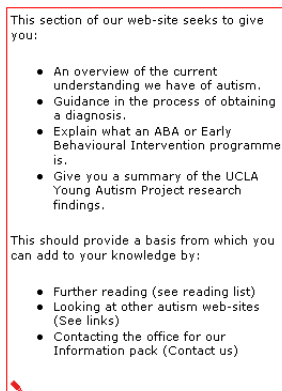 This section of our web-site seeks to give
you:
● An overview of the current
understanding we have of autism.
● Guidance in the process of obtaining
a diagnosis.
● Explain what an ABA or Early
Behavioural Intervention programme
is.
● Give you a summary of the UCLA
Young Autism Project research
findings.
This should provide a basis from which you
can add to your knowledge by:
● Further reading (see reading list)
● Looking at other autism web-sites
(See links)
● Contacting the office for our
Information pack (Contact us)